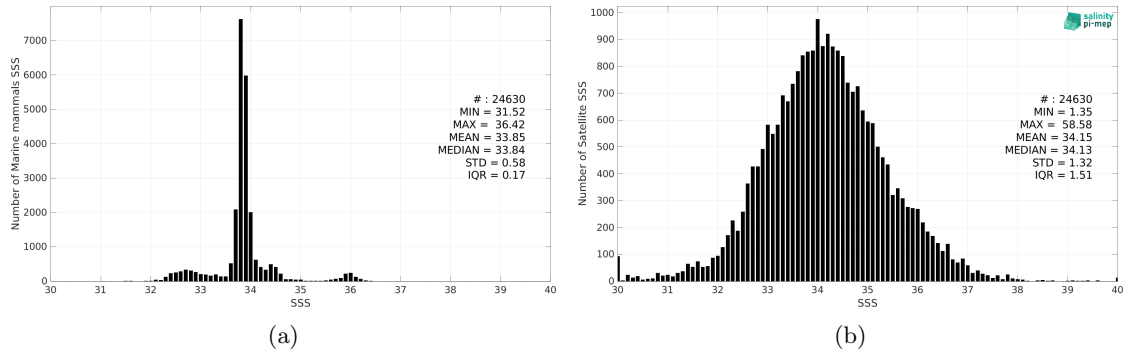 Number of Marine mammals SSS
7000
6000
5000
4000
3000
2000
1000
0
# : 24630
MIN = 31.52
MAX = 36.42
MEAN = 33.85
MEDIAN = 33.84
STD = 0.58
IQR = 0.17
30 31 32 33 34 35 36 37 38 39 40
SSS
(a)
Number of Satellite SSS
1000
900
800
700
600
500
400
300
200
100
0
salinity
pi-mep
# : 24630
MIN = 1.35
MAX = 58.58
MEAN = 34.15
MEDIAN = 34.13
STD = 1.32
IQR = 1.51
30 31 32 33 34 35 36 37 38 39 40
SSS
(b)